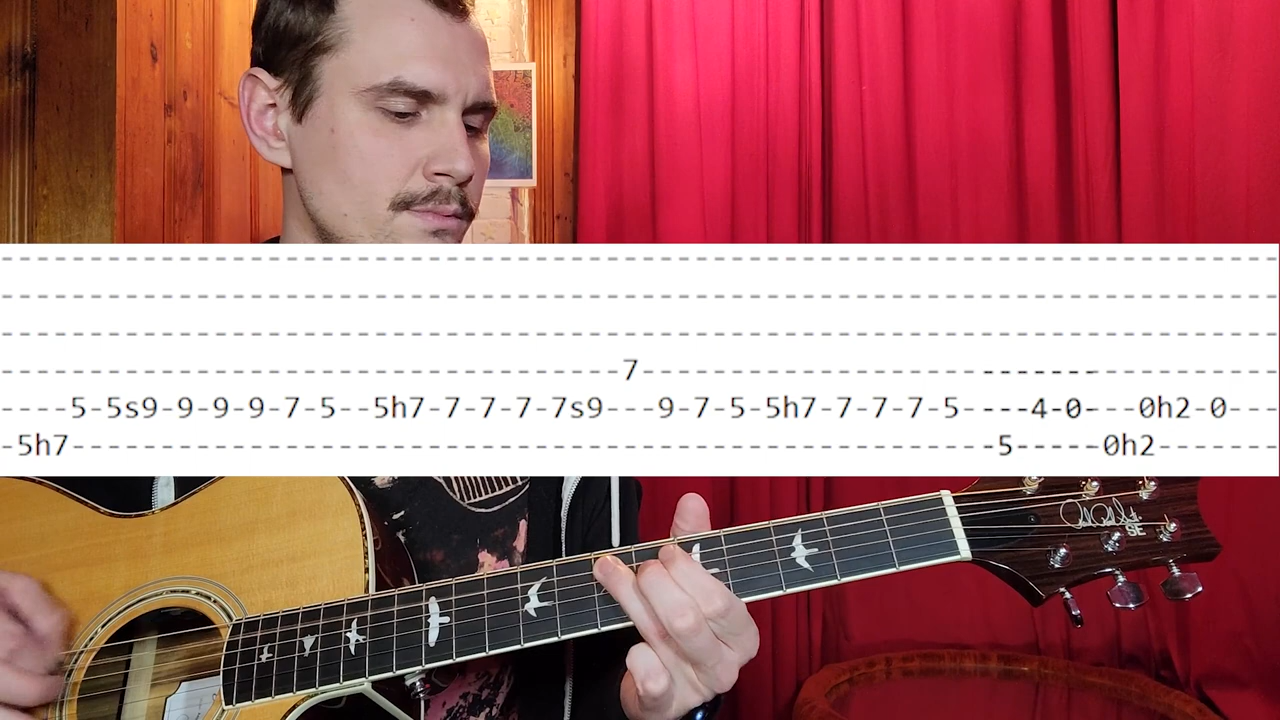 ------------------------------------------------------------------------
------------------------------------------------------------------------
------------------------------------------------------------------------
-----------------------------------7------------------------------------
----5-5s9-9-9-9-7-5--5h7-7-7-7-7s9---9-7-5-5h7-7-7-7-5----4-0---0h2-0---
-5h7----------------------------------------------------5-----0h2-------
SE